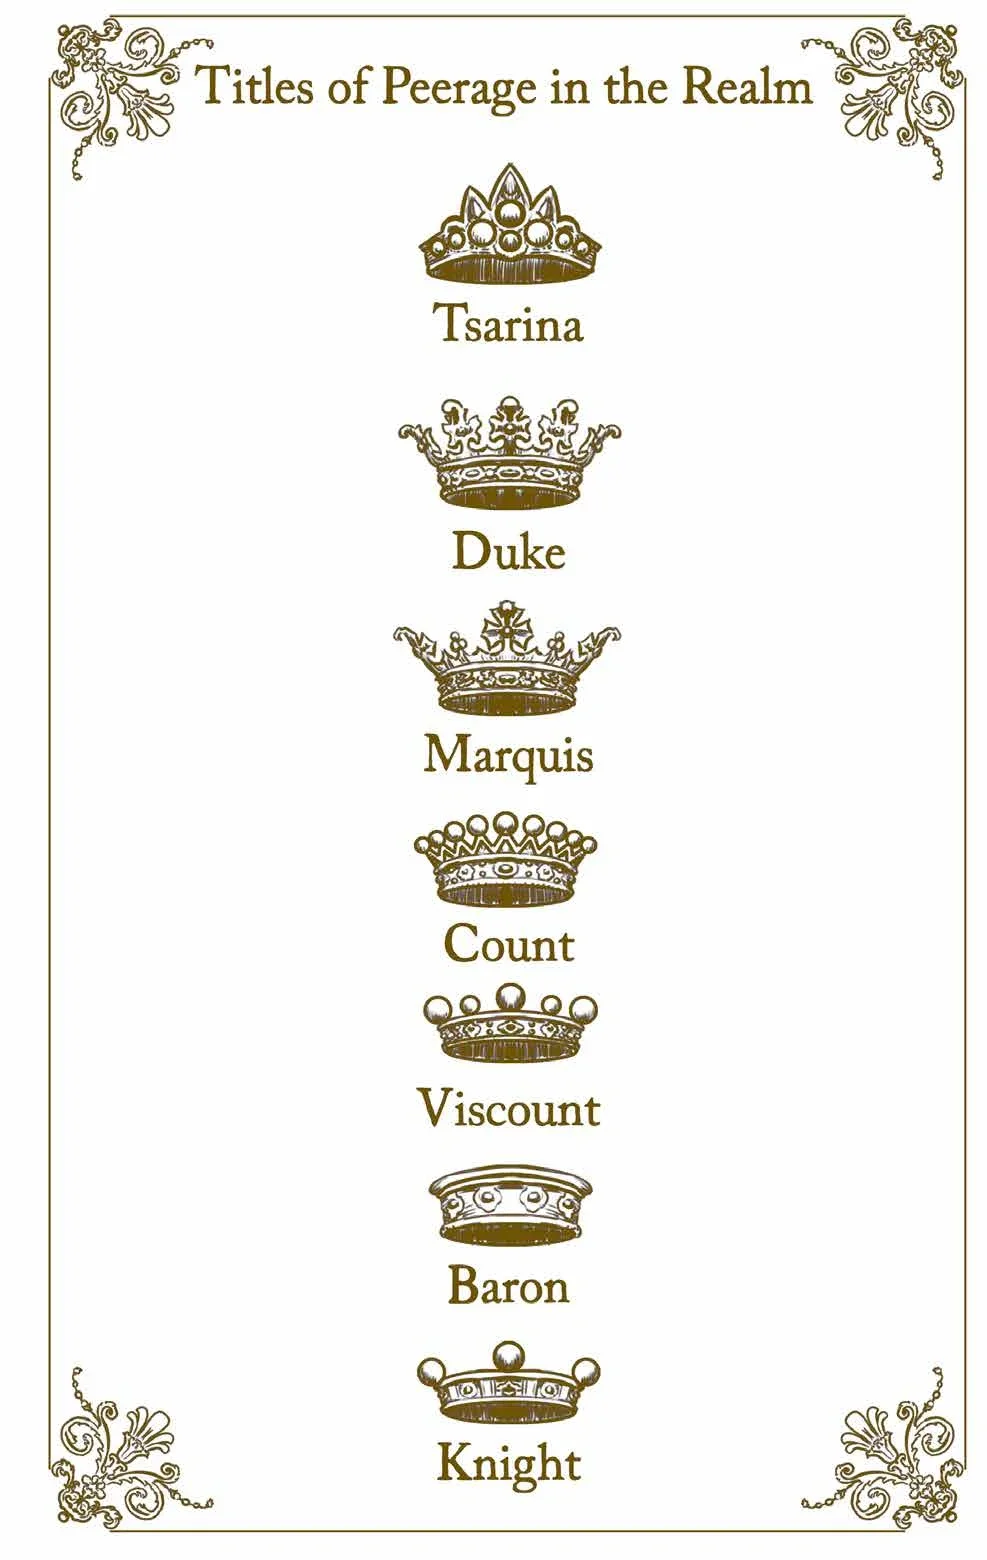 Titles of Peerage in the Realm
Tsarina
Duke
Marquis
Count
Viscount
Baron
Knight